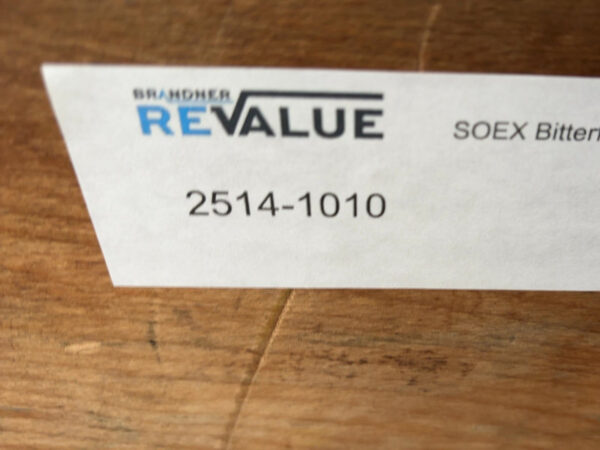 BRANDNER
REVALUE
SOEX
2514-1010